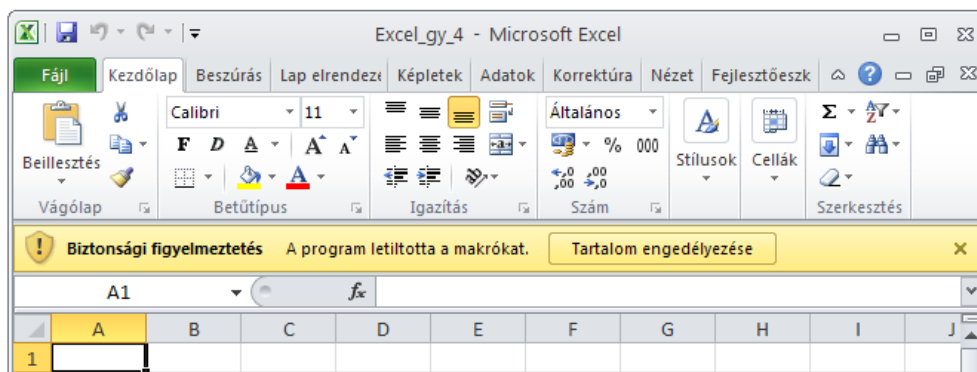 Excel_gy_4 - Microsoft Excel
Fájl Kezdőlap Beszúrás Lap elrendeze Képletek Adatok Korrektúra Nézet Fejlesztőeszk
Calibri 11 Általános
F D A A A % 000
Beillesztés A ,0 ,00 ,00 ,0 Stílusok Cellák
Vágólap Betűtípus Igazítás Szám Szerkesztés
Biztonsági figyelmeztetés A program letiltotta a makrókat. Tartalom engedélyezése
A1 fx
A B C D E F G H I J
1